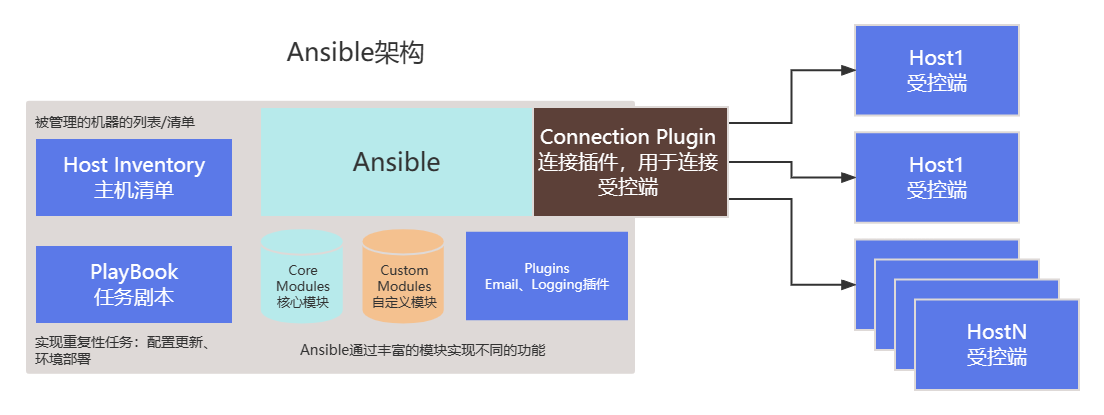 Ansible架构
被管理的机器的列表/清单
Host Inventory
主机清单
PlayBook
任务剧本
实现重复性任务：配置更新、
环境部署
Ansible
Connection Plugin
连接插件，用于连接
受控端
Core
Modules
核心模块
Custom
Modules
自定义模块
Plugins
Email、Logging插件
Ansible通过丰富的模块实现不同的功能
Host1
受控端
Host1
受控端
HostN
受控端